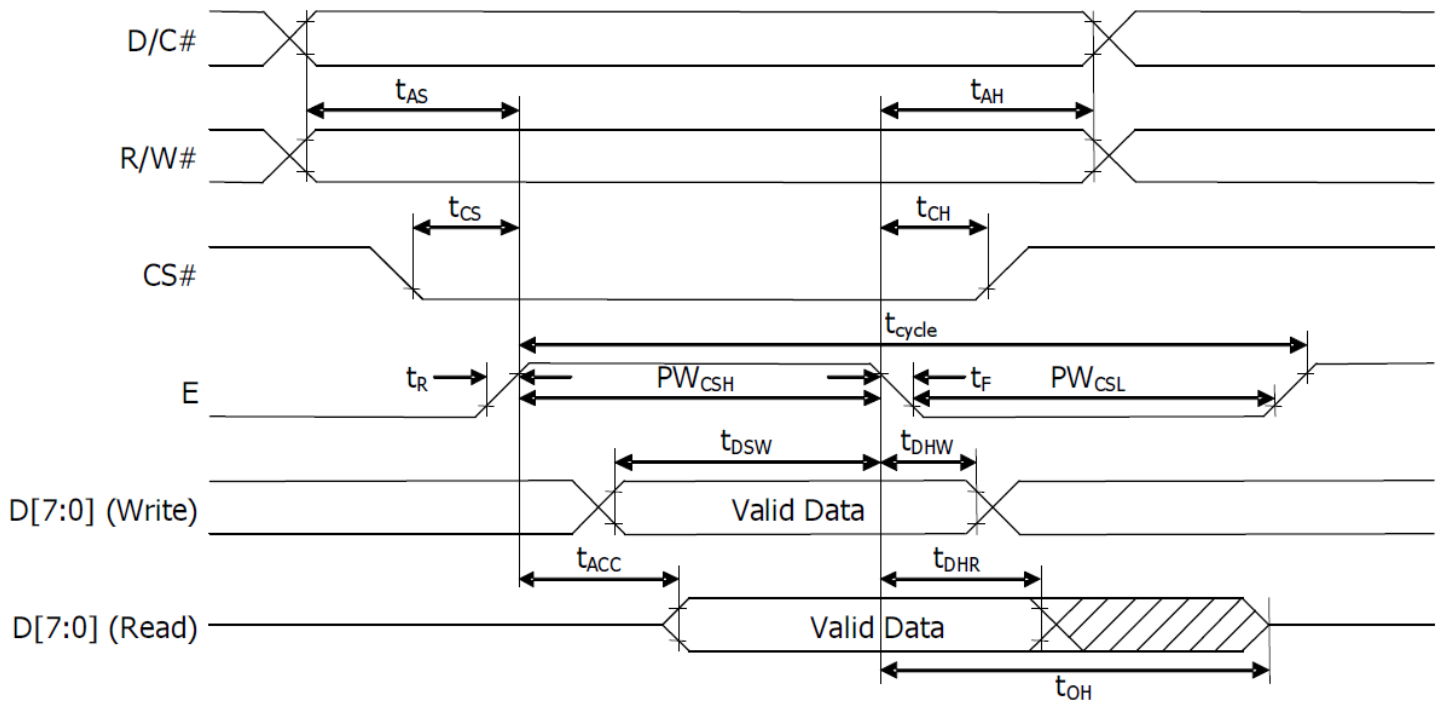 D/C#
tAS
tAH
R/W#
tCS
tCH
CS#
tcycle
tR
PWCSH
tF
PWCSL
E
tDSW
tDHW
D[7:0] (Write)
Valid Data
tACC
tDHR
D[7:0] (Read)
Valid Data
tOH